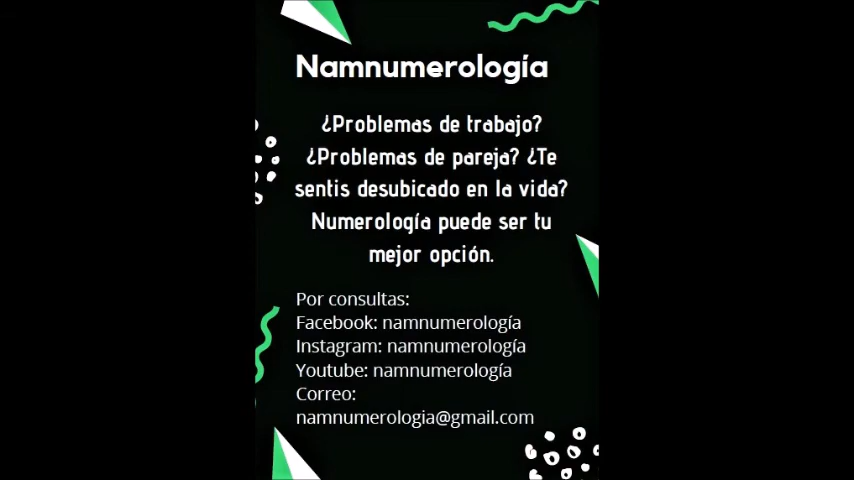 Namnumerología
¿Problemas de trabajo?
¿Problemas de pareja? ¿Te
sentis desubicado en la vida?
Numerología puede ser tu
mejor opción.
Por consultas:
Facebook: namnumerología
Instagram: namnumerología
Youtube: namnumerología
Correo:
namnumerologia@gmail.com